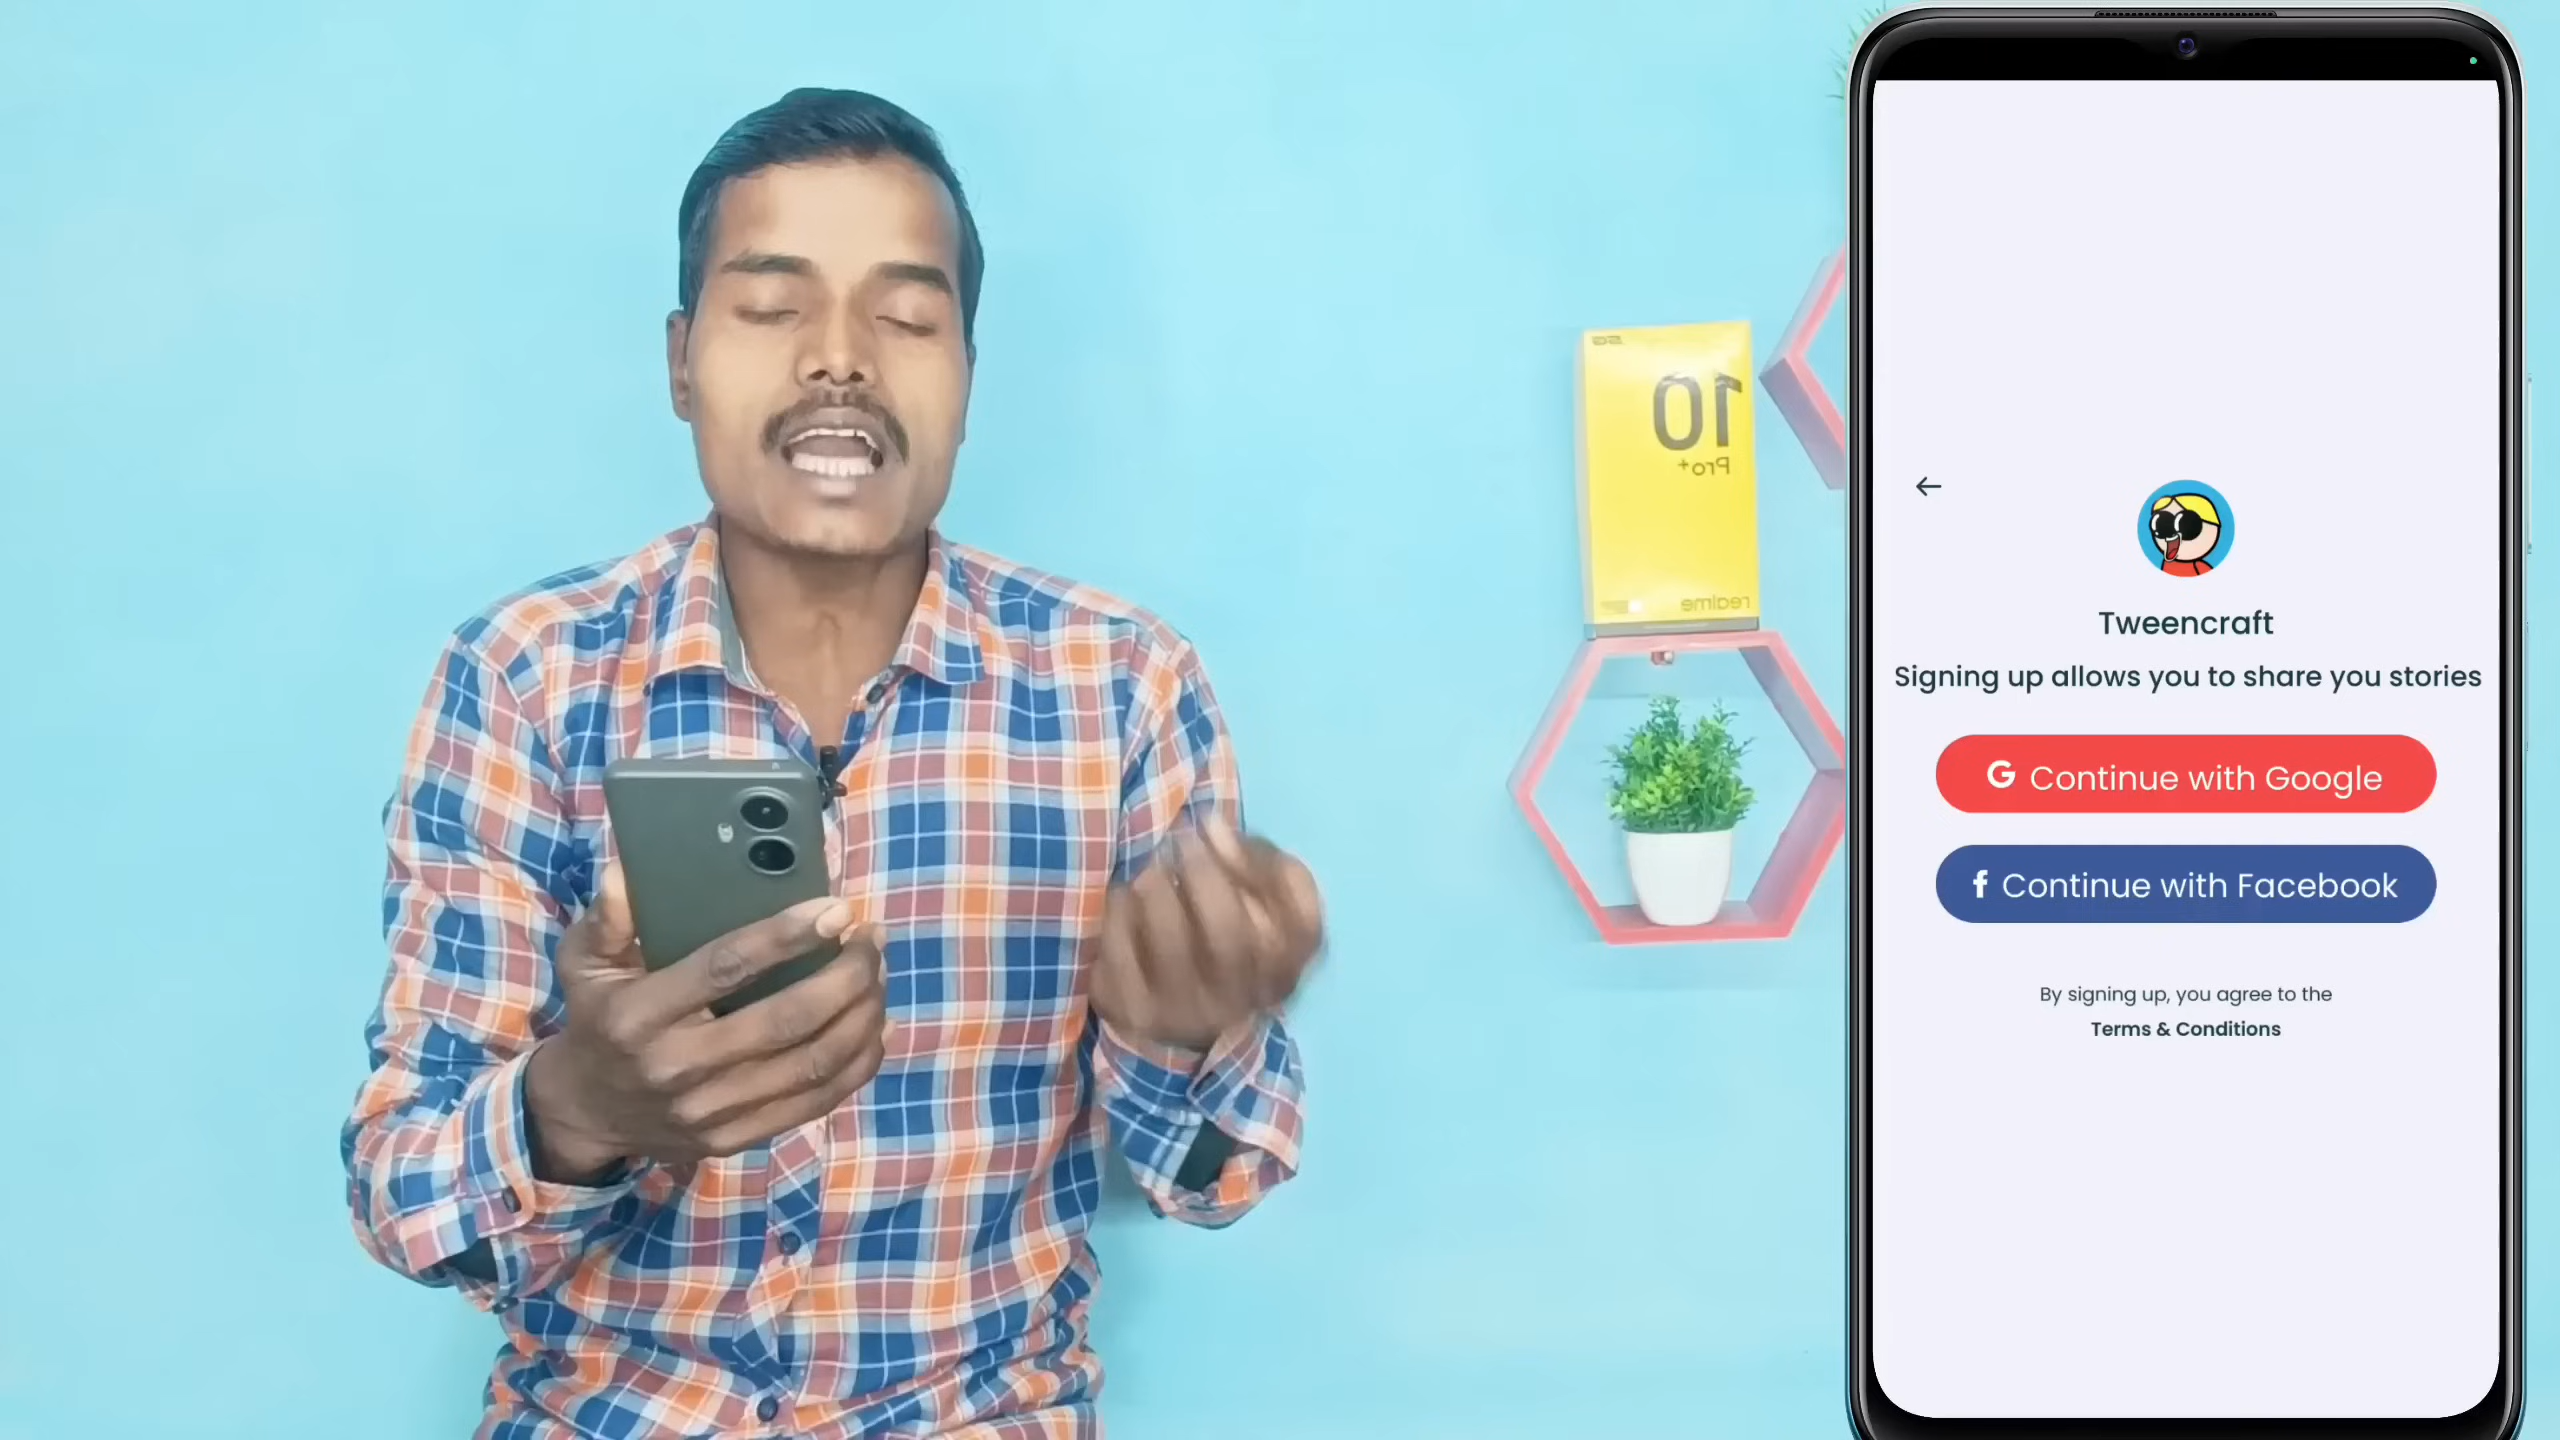 5G
10
Pro+
realme
Tweencraft
Signing up allows you to share you stories
G Continue with Google
f Continue with Facebook
By signing up, you agree to the
Terms & Conditions